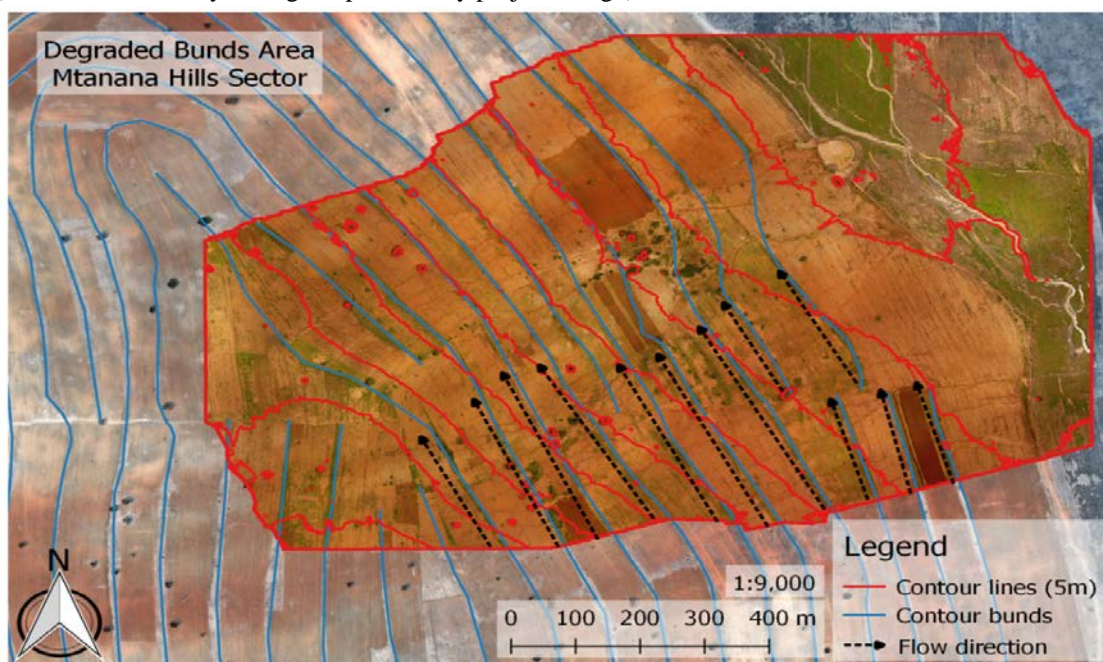 Degraded Bunds Area
Mtanana Hills Sector
N
1:9,000
0 100 200 300 400 m
Legend
Contour lines (5m)
Contour bunds
Flow direction